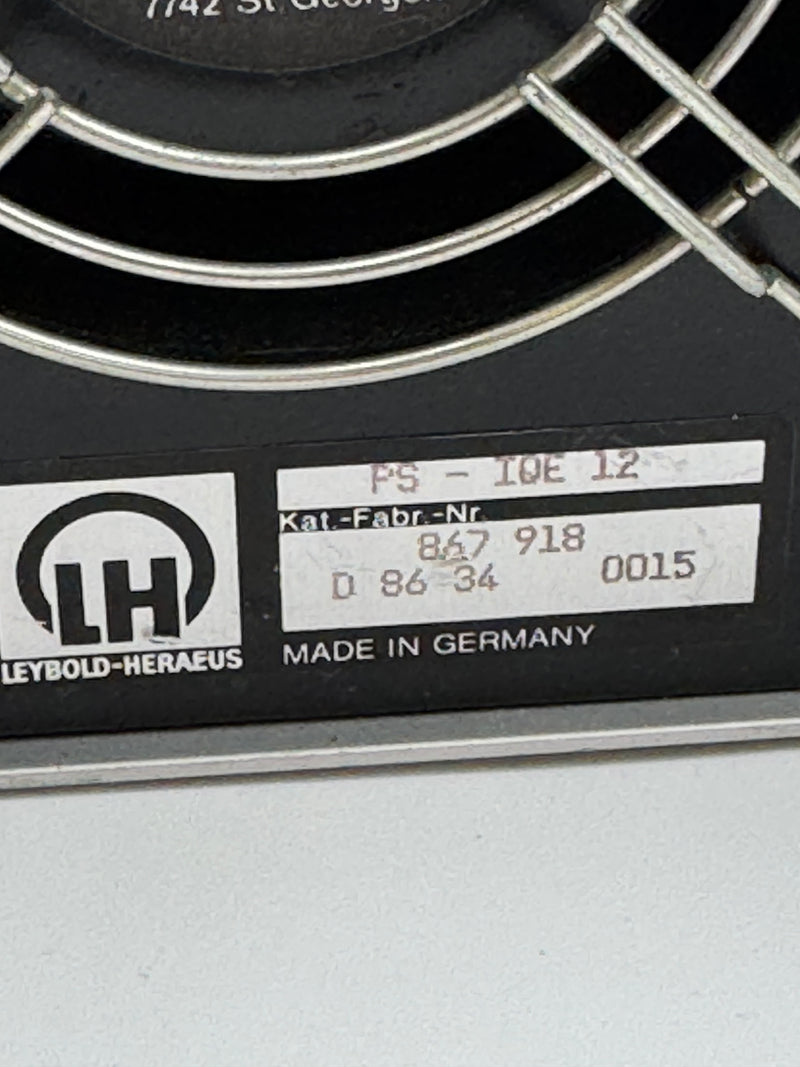 7742 St Georgen
PS - IQE 12
Kat.-Fabr.-Nr.
867 918
D 86 34 0015
LH
LEYBOLD-HERAEUS
MADE IN GERMANY